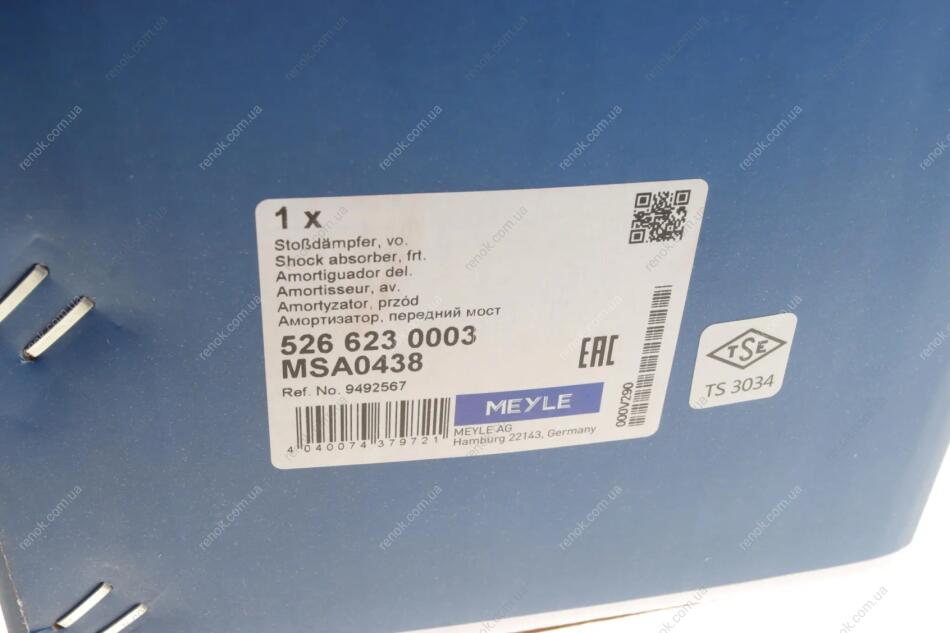 1 x
Stoßdämpfer, vo.
Shock absorber, frt.
Amortiguador del.
Amortisseur, av.
Amortyzator, przód
Амортизатор, передний мост
526 623 0003
MSA0438
Ref. No. 9492567
4 040074 379721
MEYLE
MEYLE AG
Hamburg 22143, Germany
EAC
000V290
TSE
TS 3034
renok.com.ua